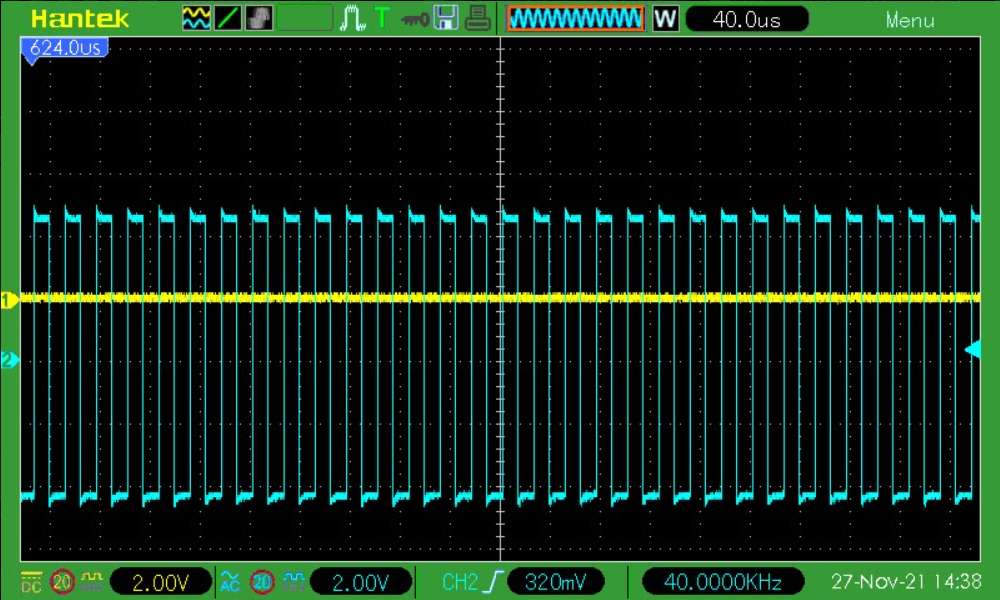 Hantek T W 40.0us Menu
624.0us
1
2
DC 20 2.00V AC 20 2.00V CH2 320mV 40.0000KHz 27-Nov-21 14:38